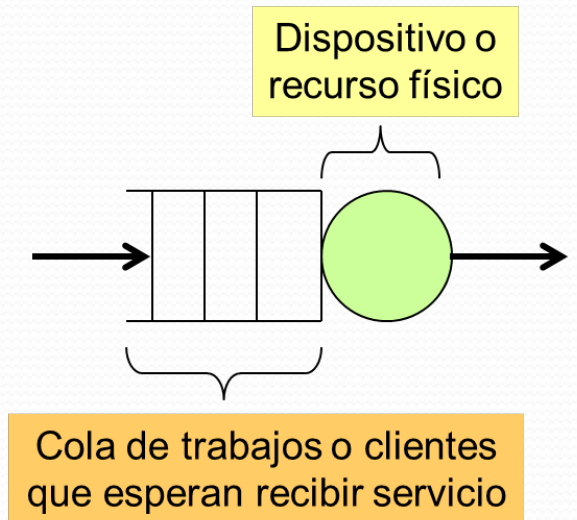 Dispositivo o
recurso físico
Cola de trabajos o clientes
que esperan recibir servicio